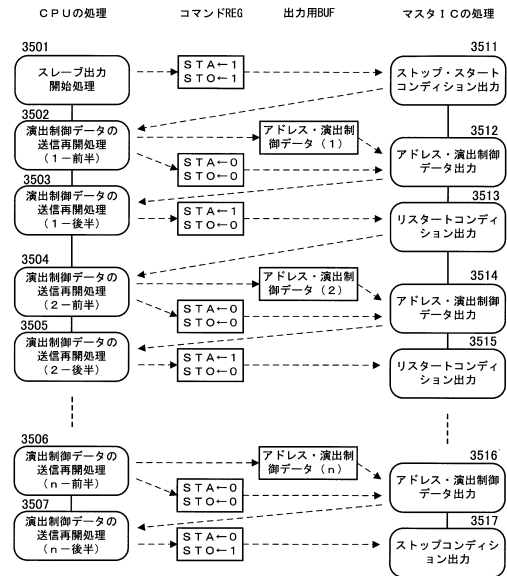 CPUの処理
コマンドREG
出力用BUF
マスタICの処理
3501
スレーブ出力
開始処理
STA←1
STO←1
3511
ストップ・スタート
コンディション出力
3502
演出制御データの
送信再開処理
(1－前半)
アドレス・演出制
御データ(1)
STA←0
STO←0
3512
アドレス・演出制御
データ出力
3503
演出制御データの
送信再開処理
(1－後半)
STA←1
STO←0
3513
リスタートコンディ
ション出力
3504
演出制御データの
送信再開処理
(2－前半)
アドレス・演出制
御データ(2)
STA←0
STO←0
3514
アドレス・演出制御
データ出力
3505
演出制御データの
送信再開処理
(2－後半)
STA←1
STO←0
3515
リスタートコンディ
ション出力
3506
演出制御データの
送信再開処理
(n－前半)
アドレス・演出制
御データ(n)
STA←0
STO←0
3516
アドレス・演出制御
データ出力
3507
演出制御データの
送信再開処理
(n－後半)
STA←0
STO←1
3517
ストップコンディシ
ョン出力